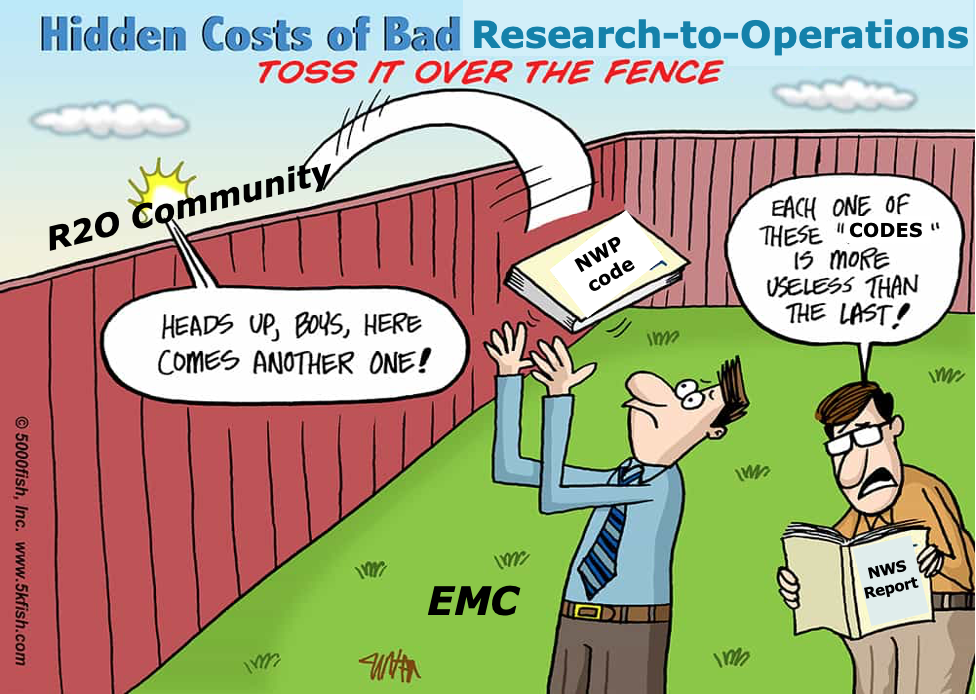 Hidden Costs of Bad Research-to-Operations
TOSS IT OVER THE FENCE
R2O Community
HEADS UP, BOYS, HERE
COMES ANOTHER ONE!
NWP
code
EACH ONE OF
THESE "CODES"
IS MORE
USELESS THAN
THE LAST!
EMC
NWS
Report
© 5000fish, Inc. www.5kfish.com